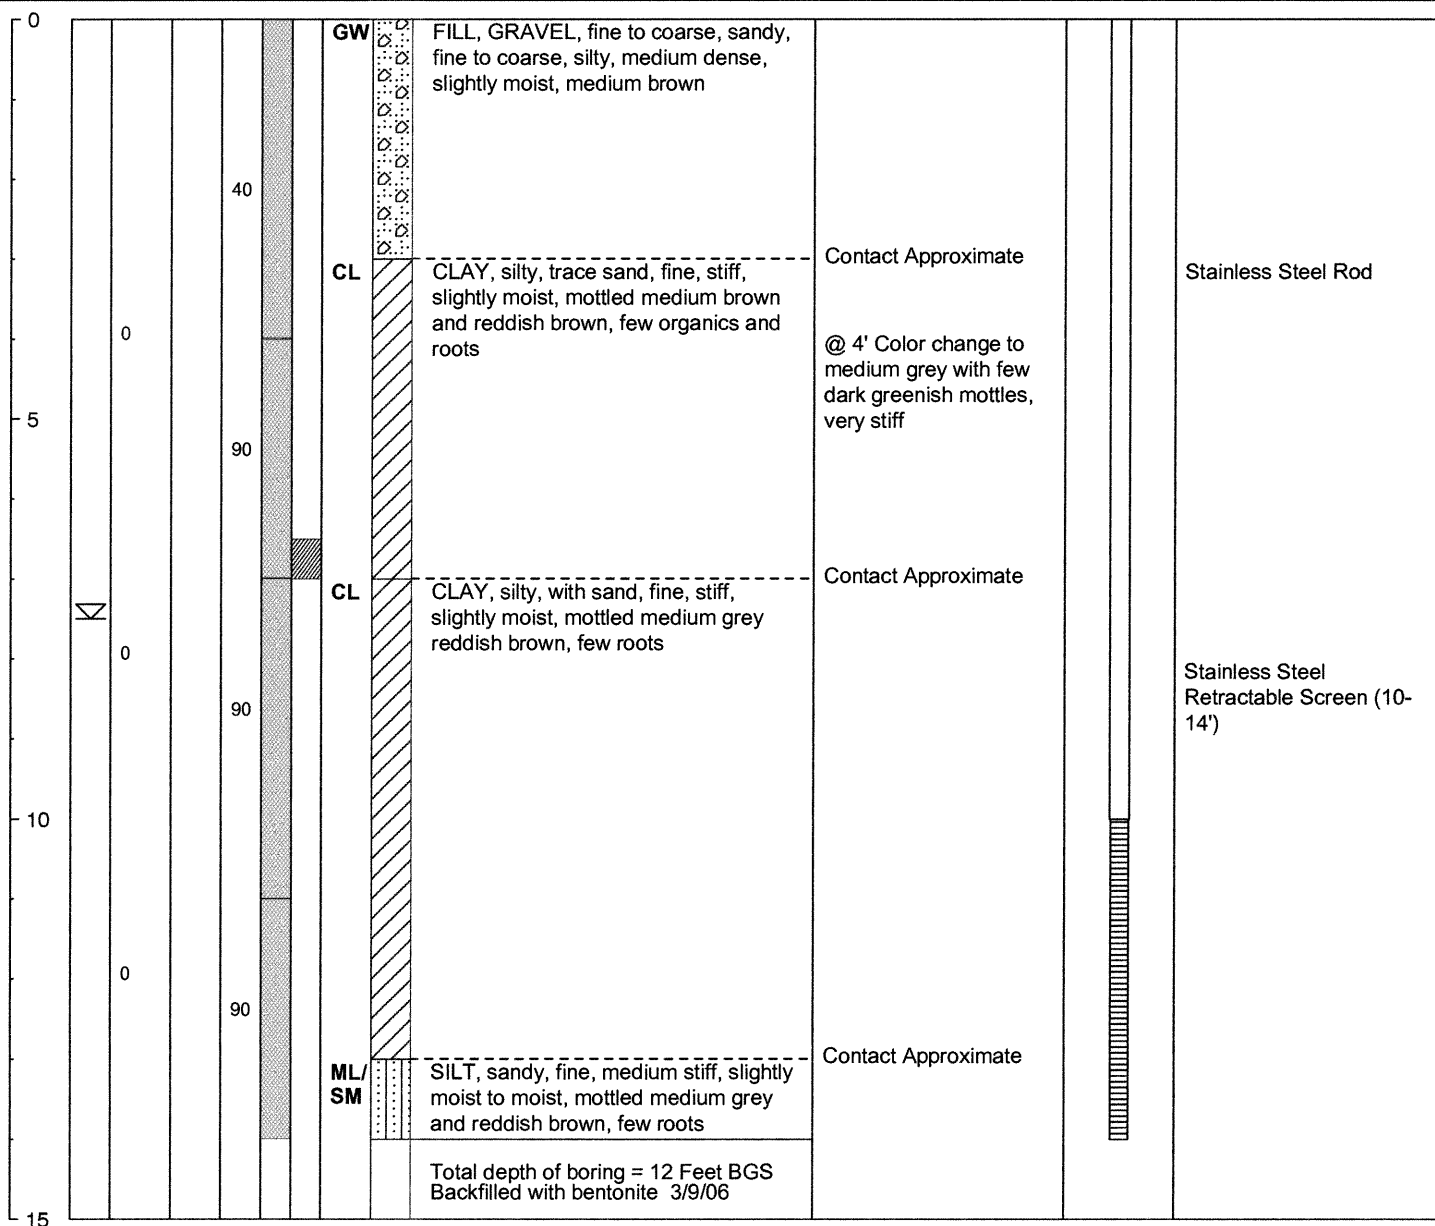 0
GW
FILL, GRAVEL, fine to coarse, sandy,
fine to coarse, silty, medium dense,
slightly moist, medium brown
40
Contact Approximate
CL
CLAY, silty, trace sand, fine, stiff,
slightly moist, mottled medium brown
and reddish brown, few organics and
roots
Stainless Steel Rod
0
@ 4' Color change to
medium grey with few
dark greenish mottles,
very stiff
5
90
Contact Approximate
CL
CLAY, silty, with sand, fine, stiff,
slightly moist, mottled medium grey
reddish brown, few roots
0
Stainless Steel
Retractable Screen (10-
14')
90
10
0
90
Contact Approximate
ML/
SM
SILT, sandy, fine, medium stiff, slightly
moist to moist, mottled medium grey
and reddish brown, few roots
Total depth of boring = 12 Feet BGS
Backfilled with bentonite 3/9/06
15